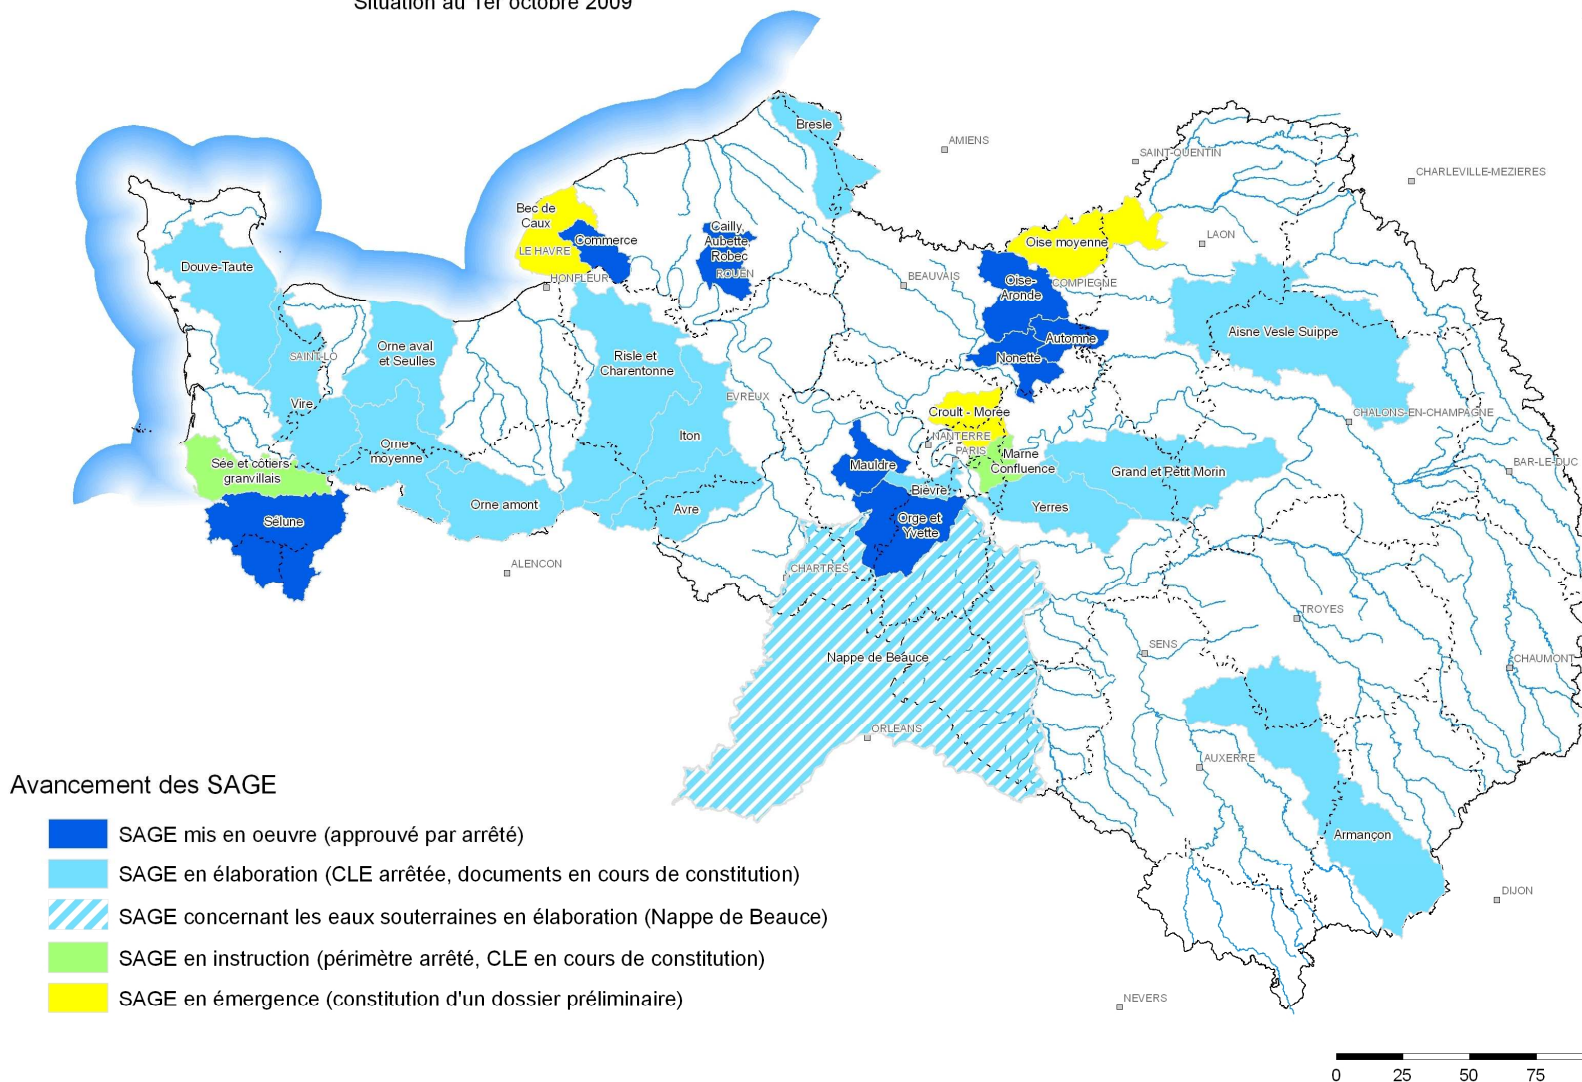 Situation au 1er octobre 2009
Bresle
AMIENS
SAINT-QUENTIN
CHARLEVILLE-MEZIERES
Bec de
Caux
LE HAVRE
Commerce
HONFLEUR
Cailly,
Aubette,
Robec
ROUEN
Oise moyenne
LAON
BEAUVAIS
Oise-
Aronde
COMPIEGNE
Douve-Taute
Automne
Nonette
Aisne Vesle Suippe
SAINT-LO
Orne aval
et Seulles
Risle et
Charentonne
EVREUX
Vire
Croult - Morée
NANTERRE
PARIS
CHALONS-EN-CHAMPAGNE
Iton
Orne
moyenne
Sée et côtiers
granvillais
Mauldre
Marne
Confluence
Grand et Petit Morin
BAR-LE-DUC
Bièvre
Orne amont
Avre
Yerres
Sélune
Orge et
Yvette
ALENCON
CHARTRES
TROYES
SENS
Nappe de Beauce
CHAUMONT
ORLEANS
AUXERRE
Armançon
DIJON
NEVERS
Avancement des SAGE
SAGE mis en oeuvre (approuvé par arrêté)
SAGE en élaboration (CLE arrêtée, documents en cours de constitution)
SAGE concernant les eaux souterraines en élaboration (Nappe de Beauce)
SAGE en instruction (périmètre arrêté, CLE en cours de constitution)
SAGE en émergence (constitution d'un dossier préliminaire)
0 25 50 75